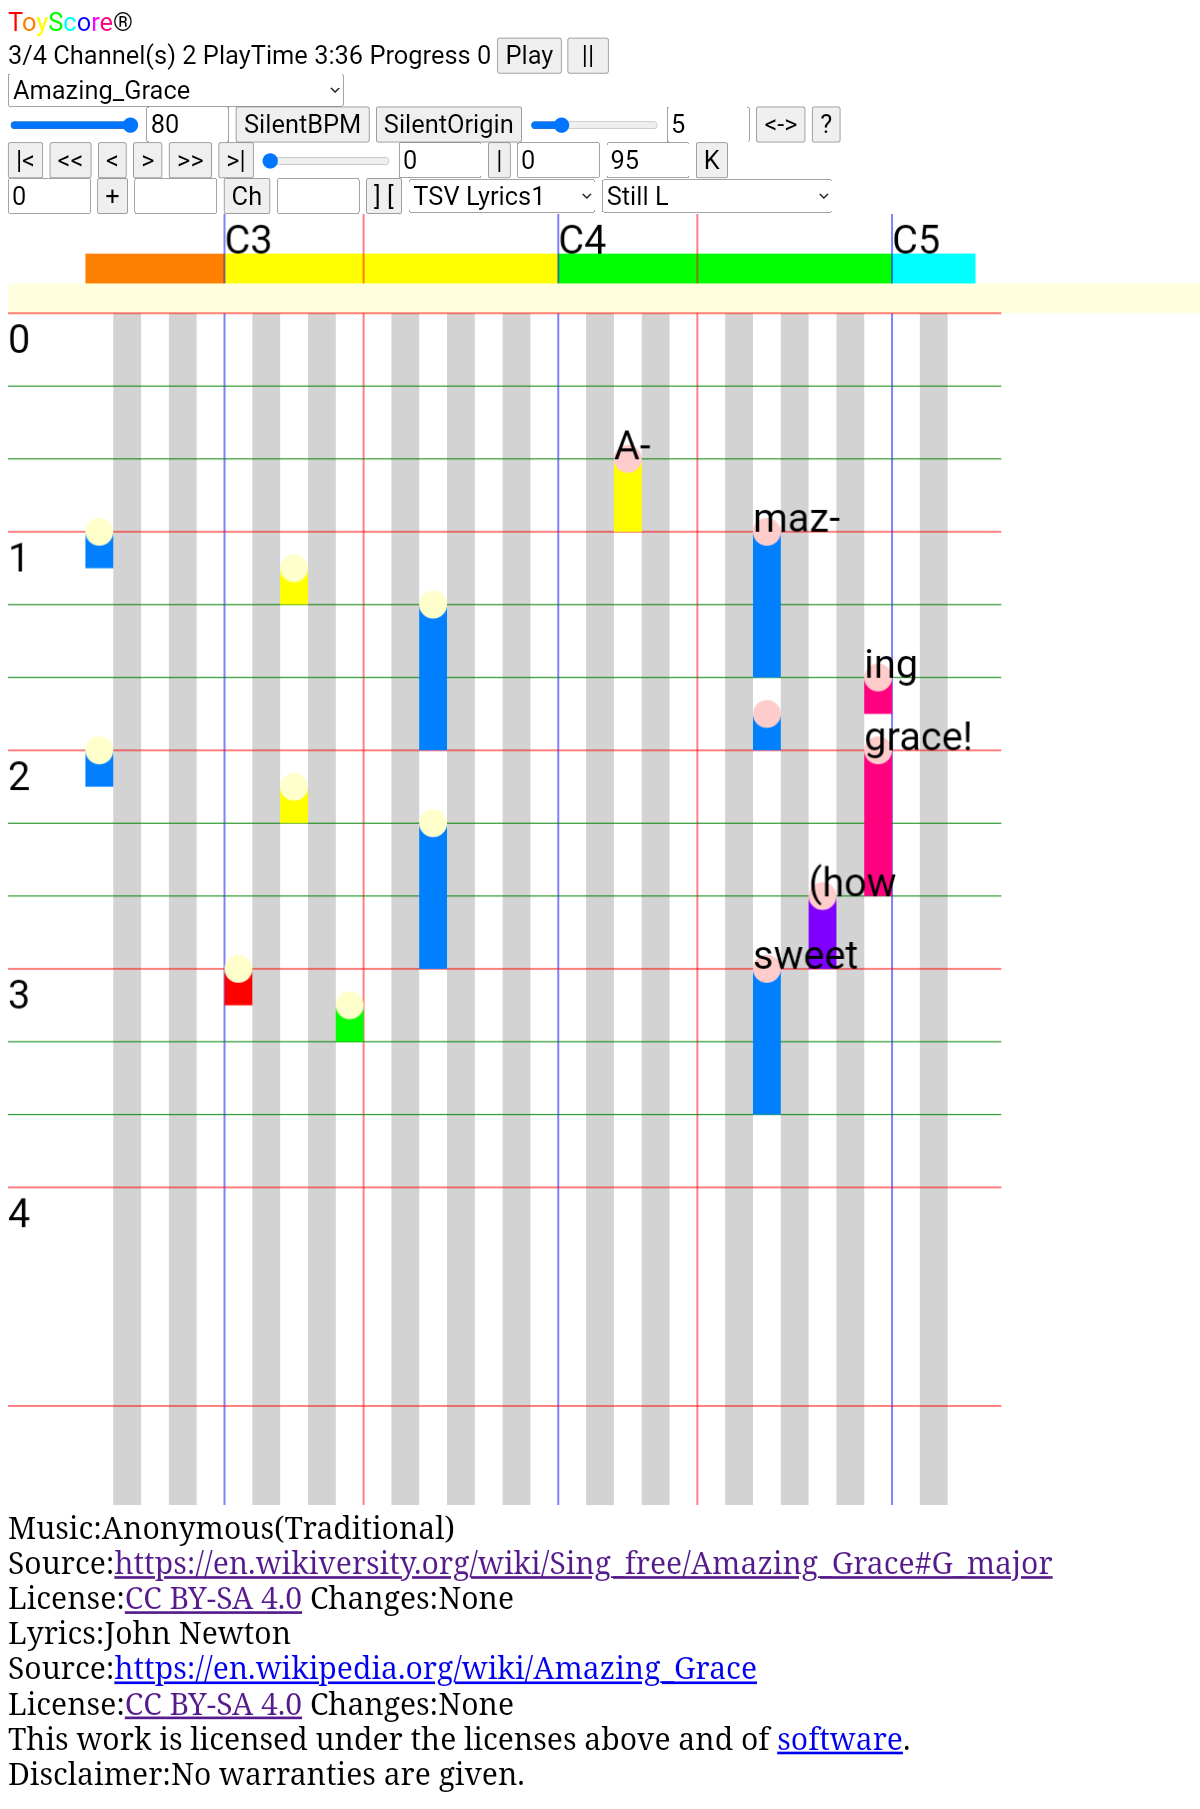 ToyScore®
3/4 Channel(s) 2 PlayTime 3:36 Progress 0 Play ||
Amazing_Grace
80 SilentBPM SilentOrigin 5 <-> ?
|< << < > >> >| 0 | 0 95 K
0 + Ch ] [ TSV Lyrics1 Still L
C3 C4 C5
0
A-
maz-
1
ing
grace!
2
(how
sweet
3
4
Music:Anonymous(Traditional)
Source:https://en.wikiversity.org/wiki/Sing_free/Amazing_Grace#G_major
License:CC BY-SA 4.0 Changes:None
Lyrics:John Newton
Source:https://en.wikipedia.org/wiki/Amazing_Grace
License:CC BY-SA 4.0 Changes:None
This work is licensed under the licenses above and of software.
Disclaimer:No warranties are given.